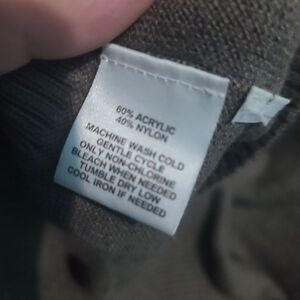 60% ACRYLIC
40% NYLON
MACHINE WASH COLD
GENTLE CYCLE
ONLY NON-CHLORINE
BLEACH WHEN NEEDED
TUMBLE DRY LOW
COOL IRON IF NEEDED